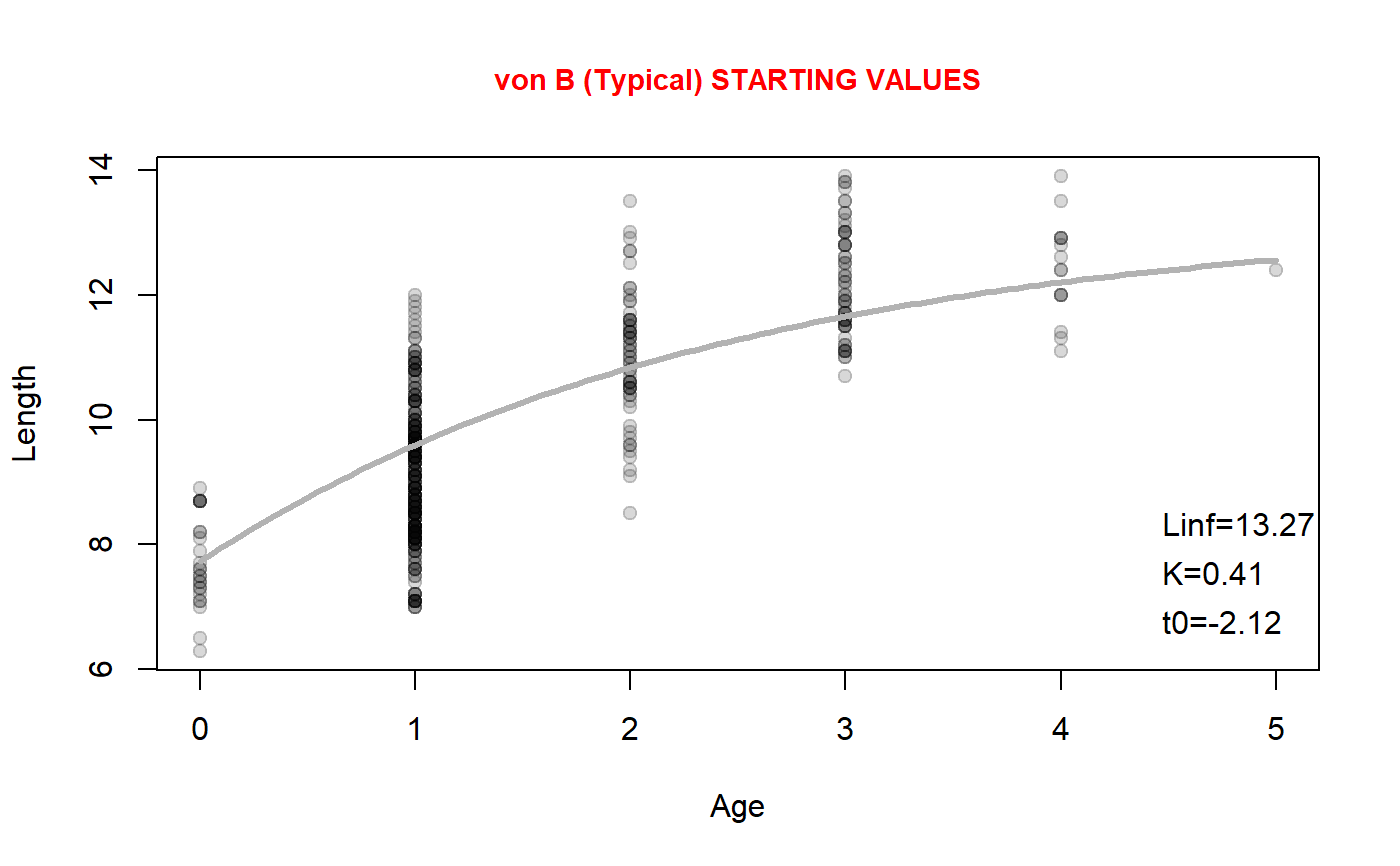 von B (Typical) STARTING VALUES
14
12
10
8
6
Length
Linf=13.27
K=0.41
t0=-2.12
0 1 2 3 4 5
Age